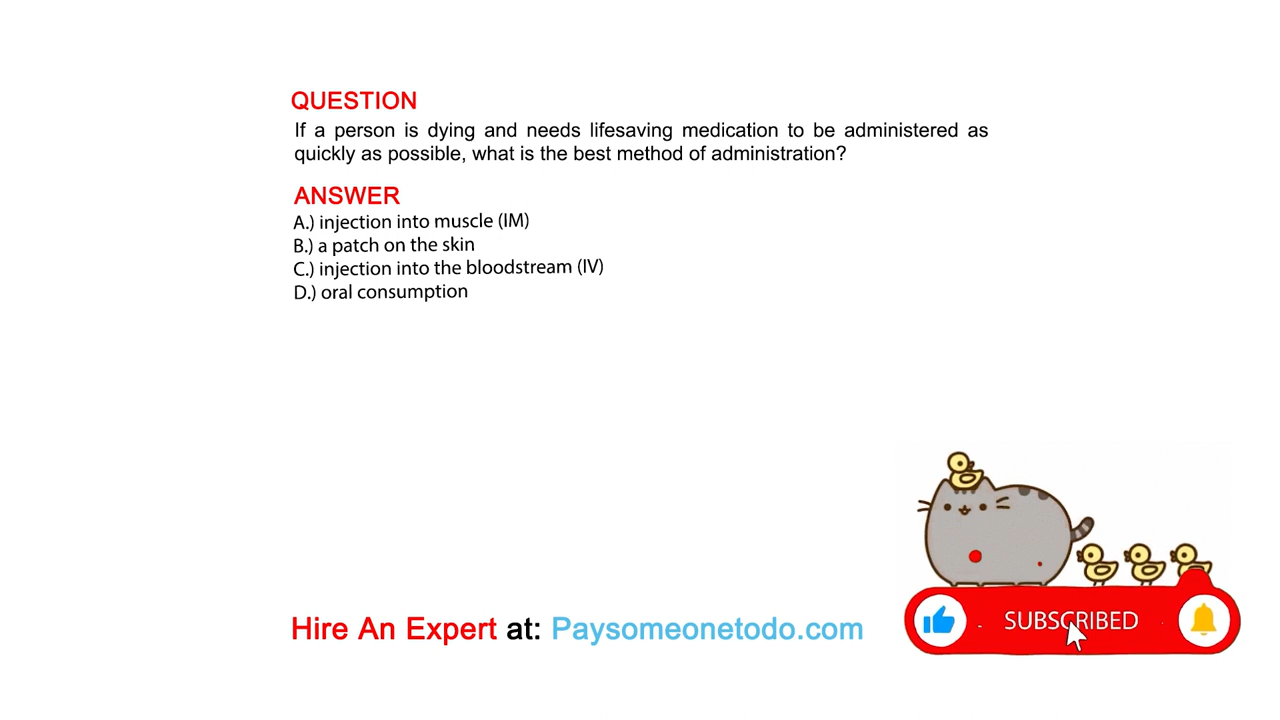 QUESTION
If a person is dying and needs lifesaving medication to be administered as
quickly as possible, what is the best method of administration?
ANSWER
A.) injection into muscle (IM)
B.) a patch on the skin
C.) injection into the bloodstream (IV)
D.) oral consumption
Hire An Expert at: Paysomeonetodo.com
SUBSCRIBED